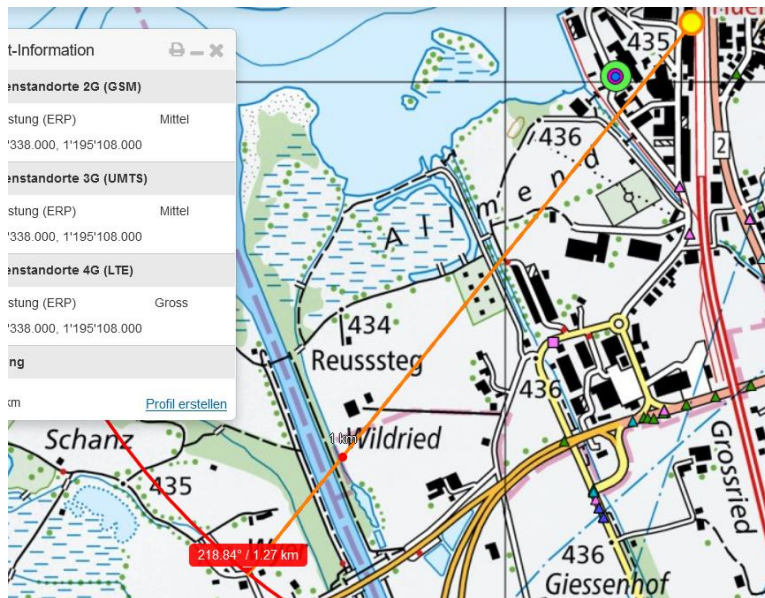 t-Information
enstandorte 2G (GSM)
stung (ERP) Mittel
'338.000, 1'195'108.000
enstandorte 3G (UMTS)
stung (ERP) Mittel
'338.000, 1'195'108.000
enstandorte 4G (LTE)
stung (ERP) Gross
'338.000, 1'195'108.000
ng
km Profil erstellen
435
436
2
Allmend
434
Reusssteg
436
1 km
Wildried
Schanz
435
Grossried
218.84° / 1.27 km
436
Giessenhof